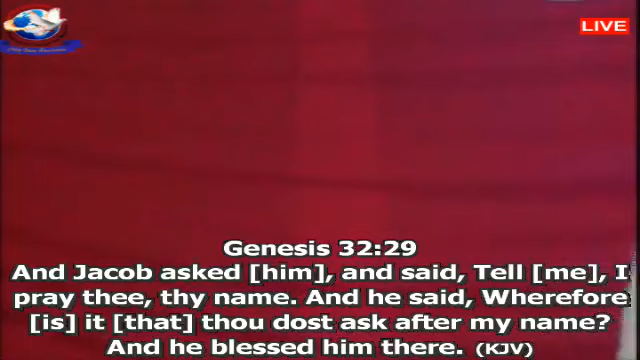 LIVE
Genesis 32:29
And Jacob asked [him], and said, Tell [me], I
pray thee, thy name. And he said, Wherefore
[is] it [that] thou dost ask after my name?
And he blessed him there. (KJV)